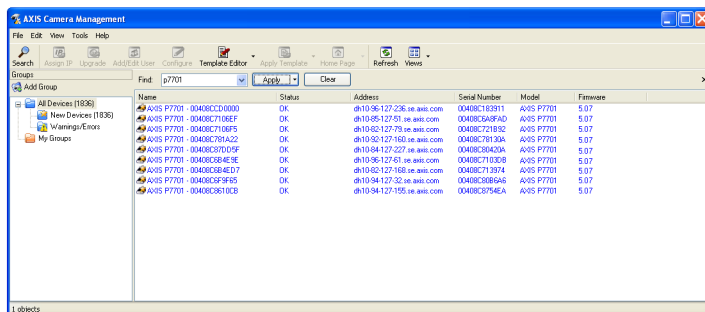 AXIS Camera Management
File Edit View Tools Help
Search Assign IP Upgrade Add/Edit User Configure Template Editor Apply Template Home Page Refresh Views
Groups
Add Group
All Devices (1836)
New Devices (1836)
Warnings/Errors
My Groups
Find: p7701 Apply Clear
Name Status Address Serial Number Model Firmware
AXIS P7701 - 00408CCD0000 OK dh10-96-127-236.se.axis.com 00408C183911 AXIS P7701 5.07
AXIS P7701 - 00408C7106EF OK dh10-85-127-51.se.axis.com 00408C6A8FAD AXIS P7701 5.07
AXIS P7701 - 00408C7106F5 OK dh10-82-127-79.se.axis.com 00408C721B92 AXIS P7701 5.07
AXIS P7701 - 00408C781A22 OK dh10-92-127-160.se.axis.com 00408C78130A AXIS P7701 5.07
AXIS P7701 - 00408C87DD5F OK dh10-84-127-227.se.axis.com 00408C80420A AXIS P7701 5.07
AXIS P7701 - 00408C6B4E9E OK dh10-96-127-61.se.axis.com 00408C7103DB AXIS P7701 5.07
AXIS P7701 - 00408C6B4ED7 OK dh10-82-127-168.se.axis.com 00408C713974 AXIS P7701 5.07
AXIS P7701 - 00408C6F9F65 OK dh10-94-127-32.se.axis.com 00408C80B6A6 AXIS P7701 5.07
AXIS P7701 - 00408C8610CB OK dh10-94-127-155.se.axis.com 00408C8754EA AXIS P7701 5.07
1 objects